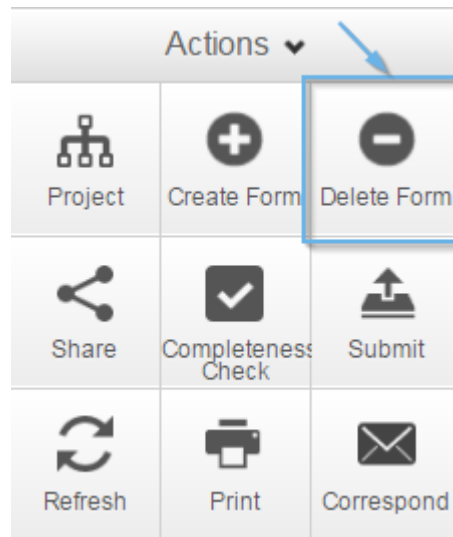 Actions
Project Create Form Delete Form
Share Completeness Submit
Check
Refresh Print Correspond